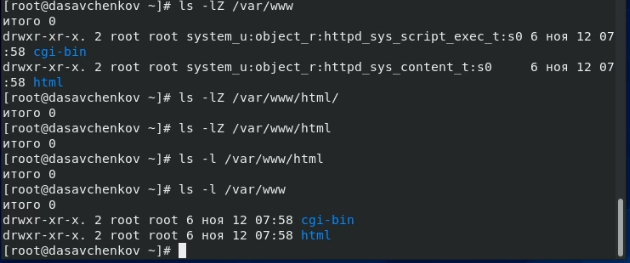 [root@dasavchenkov ~]# ls -lZ /var/www
итого 0
drwxr-xr-x. 2 root root system_u:object_r:httpd_sys_script_exec_t:s0 6 ноя 12 07
:58 cgi-bin
drwxr-xr-x. 2 root root system_u:object_r:httpd_sys_content_t:s0     6 ноя 12 07
:58 html
[root@dasavchenkov ~]# ls -lZ /var/www/html/
итого 0
[root@dasavchenkov ~]# ls -lZ /var/www/html
итого 0
[root@dasavchenkov ~]# ls -l /var/www/html
итого 0
[root@dasavchenkov ~]# ls -l /var/www
итого 0
drwxr-xr-x. 2 root root 6 ноя 12 07:58 cgi-bin
drwxr-xr-x. 2 root root 6 ноя 12 07:58 html
[root@dasavchenkov ~]#